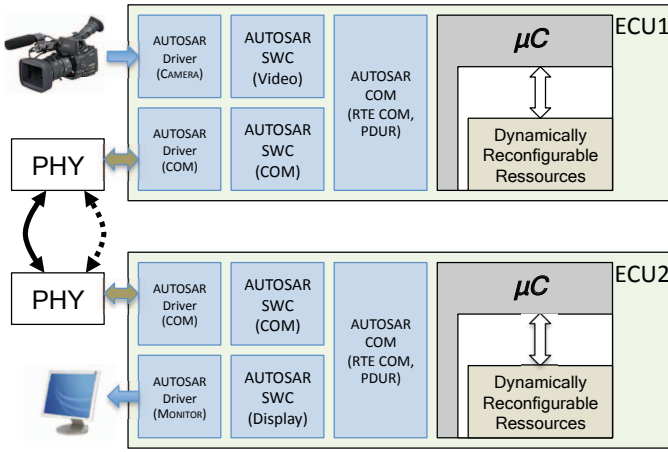 ECU1
AUTOSAR
Driver
(CAMERA)
AUTOSAR
SWC
(Video)
AUTOSAR
COM
(RTE COM,
PDUR)
µC
Dynamically
Reconfigurable
Ressources
AUTOSAR
Driver
(COM)
AUTOSAR
SWC
(COM)
PHY
PHY
ECU2
AUTOSAR
Driver
(COM)
AUTOSAR
SWC
(COM)
AUTOSAR
COM
(RTE COM,
PDUR)
µC
Dynamically
Reconfigurable
Ressources
AUTOSAR
Driver
(MONITOR)
AUTOSAR
SWC
(Display)